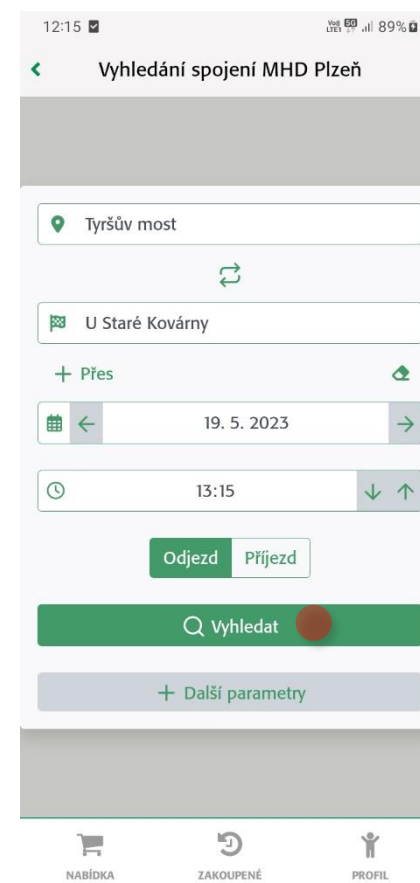 12:15 89%
Vyhledání spojení MHD Plzeň
Tyršův most
U Staré Kovárny
+ Přes
19. 5. 2023
13:15
Odjezd Příjezd
Vyhledat
+ Další parametry
NABÍDKA ZAKOUPENÉ PROFIL